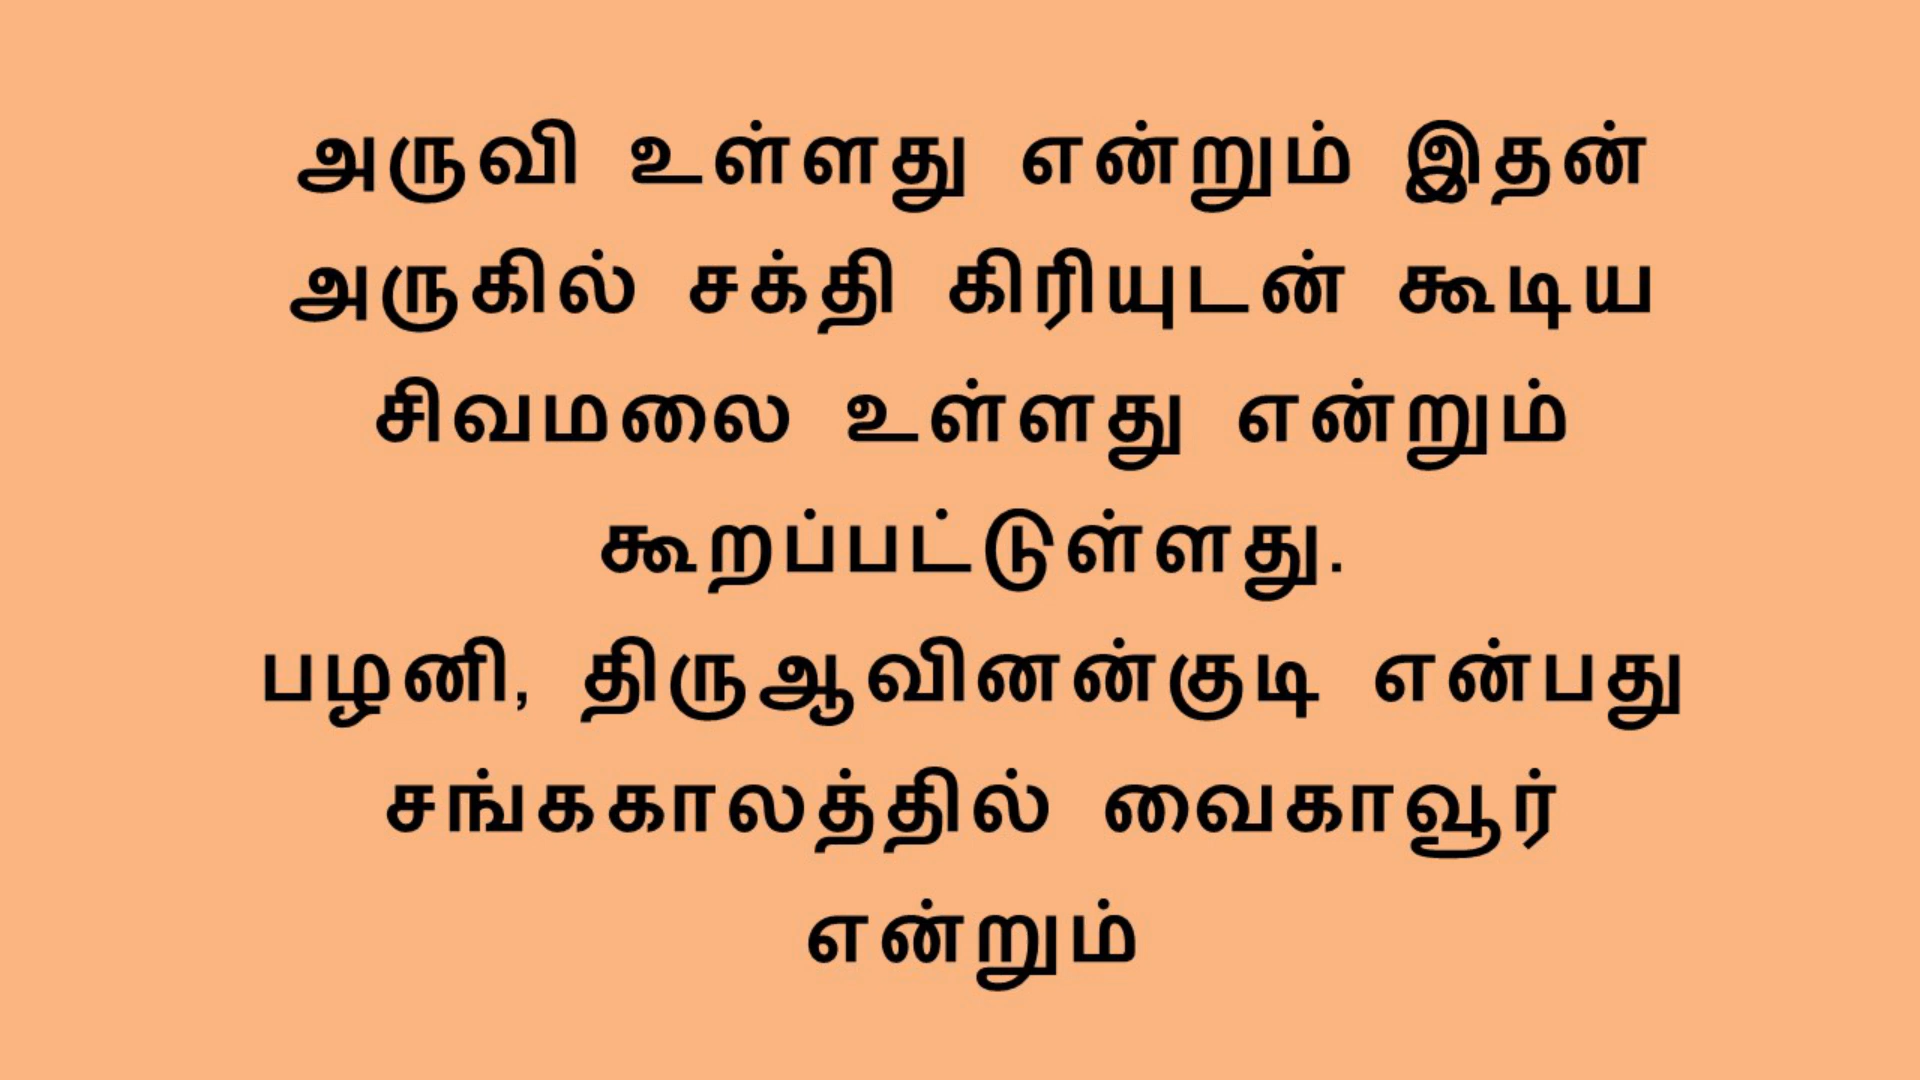 அருவி உள்ளது என்றும் இதன்
அருகில் சக்தி கிரியுடன் கூடிய
சிவமலை உள்ளது என்றும்
கூறப்பட்டுள்ளது.
பழனி, திருஆவினன்குடி என்பது
சங்ககாலத்தில் வைகாவூர்
என்றும்